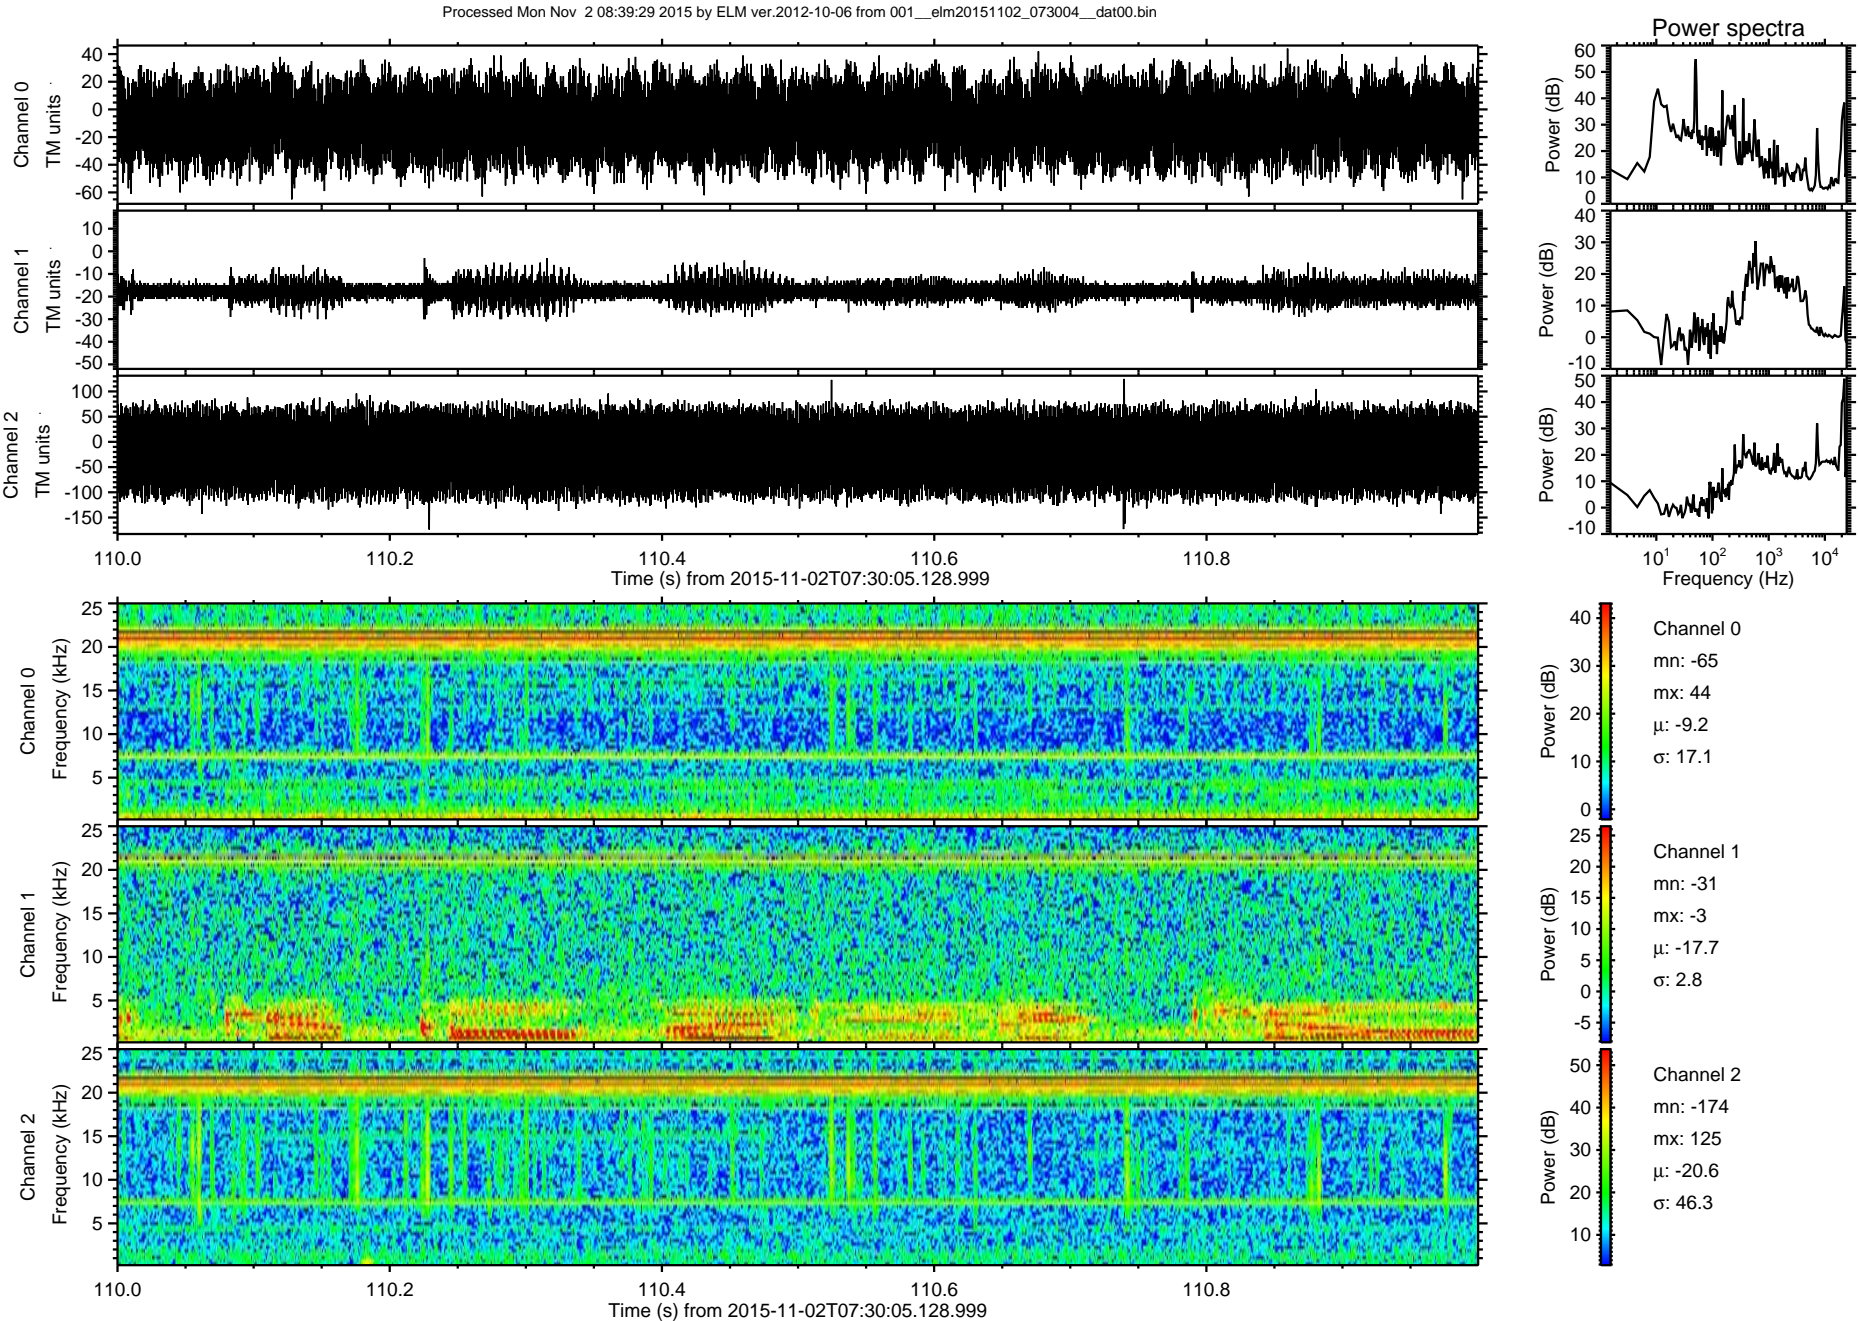 Processed Mon Nov 2 08:39:29 2015 by ELM ver.2012-10-06 from 001__elm20151102_073004__dat00.bin
Power spectra
Channel 0
TM units
40
20
0
-20
-40
-60
Power (dB)
60
50
40
30
20
10
0
Channel 1
TM units
10
0
-10
-20
-30
-40
-50
Power (dB)
40
30
20
10
0
-10
Channel 2
TM units
100
50
0
-50
-100
-150
Power (dB)
50
40
30
20
10
0
-10
110.0 110.2 110.4 110.6 110.8
Time (s) from 2015-11-02T07:30:05.128.999
10¹ 10² 10³ 10⁴
Frequency (Hz)
Channel 0
Frequency (kHz)
25
20
15
10
5
Power (dB)
40
30
20
10
0
Channel 0
mn: -65
mx: 44
μ: -9.2
σ: 17.1
Channel 1
Frequency (kHz)
25
20
15
10
5
Power (dB)
25
20
15
10
5
0
-5
Channel 1
mn: -31
mx: -3
μ: -17.7
σ: 2.8
Channel 2
Frequency (kHz)
25
20
15
10
5
Power (dB)
50
40
30
20
10
Channel 2
mn: -174
mx: 125
μ: -20.6
σ: 46.3
110.0 110.2 110.4 110.6 110.8
Time (s) from 2015-11-02T07:30:05.128.999